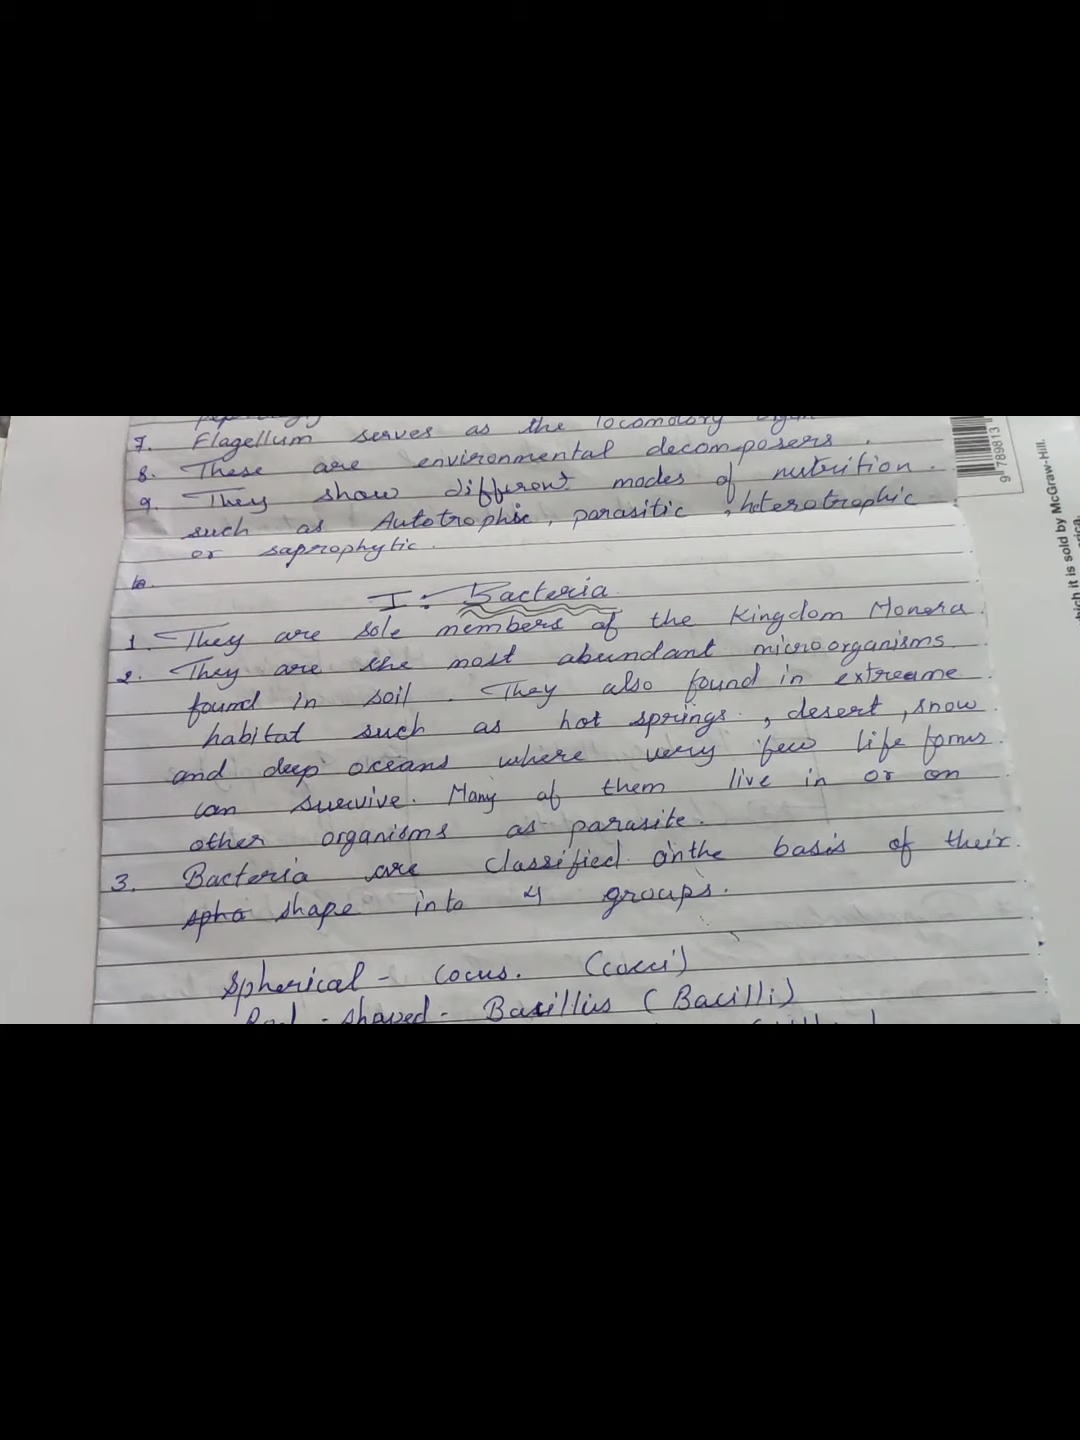 7. Flagellum serves as the locomotory organ
8. These are environmental decomposers.
9. They show different modes of nutrition.
such as Autotrophic, parasitic, heterotrophic
or saprophytic.
10.
I: Bacteria
1. They are sole members of the Kingdom Monera.
2. They are the most abundant microorganisms
found in soil. They also found in extreame
habitat such as hot springs, desert, snow
and deep oceans where very few life forms
can survive. Many of them live in or on
other organisms as parasite.
3. Bacteria are classified on the basis of their
spha shape into 4 groups.
Spherical - Cocus. (Cocci)
Rod - shaped - Bacillus (Bacilli)
9 789813
which it is sold by McGraw-Hill.